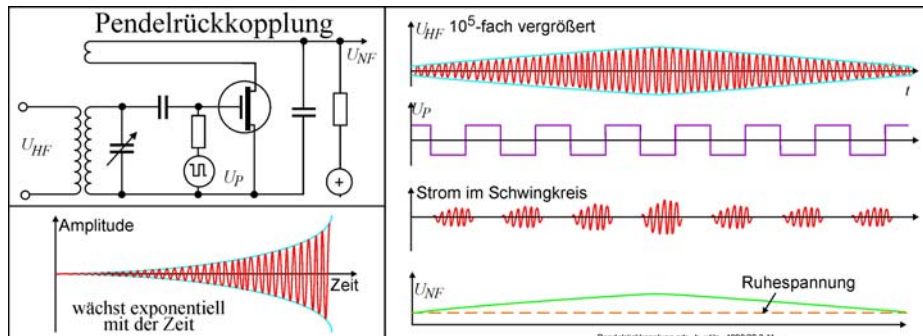 Pendelrückkopplung
U_NF
U_HF
U_P
Amplitude
Zeit
wächst exponentiell
mit der Zeit
U_HF 10⁵-fach vergrößert
t
U_P
Strom im Schwingkreis
U_NF
Ruhespannung